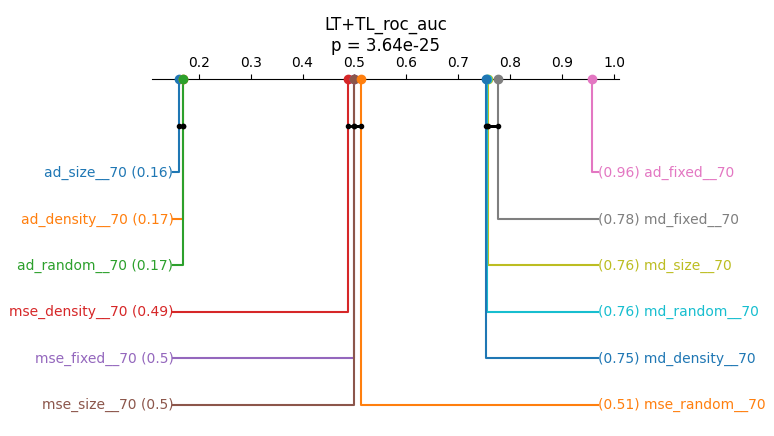 LT+TL_roc_auc
p = 3.64e-25
0.2 0.3 0.4 0.5 0.6 0.7 0.8 0.9 1.0
ad_size__70 (0.16)
(0.96) ad_fixed__70
ad_density__70 (0.17)
(0.78) md_fixed__70
ad_random__70 (0.17)
(0.76) md_size__70
mse_density__70 (0.49)
(0.76) md_random__70
mse_fixed__70 (0.5)
(0.75) md_density__70
mse_size__70 (0.5)
(0.51) mse_random__70